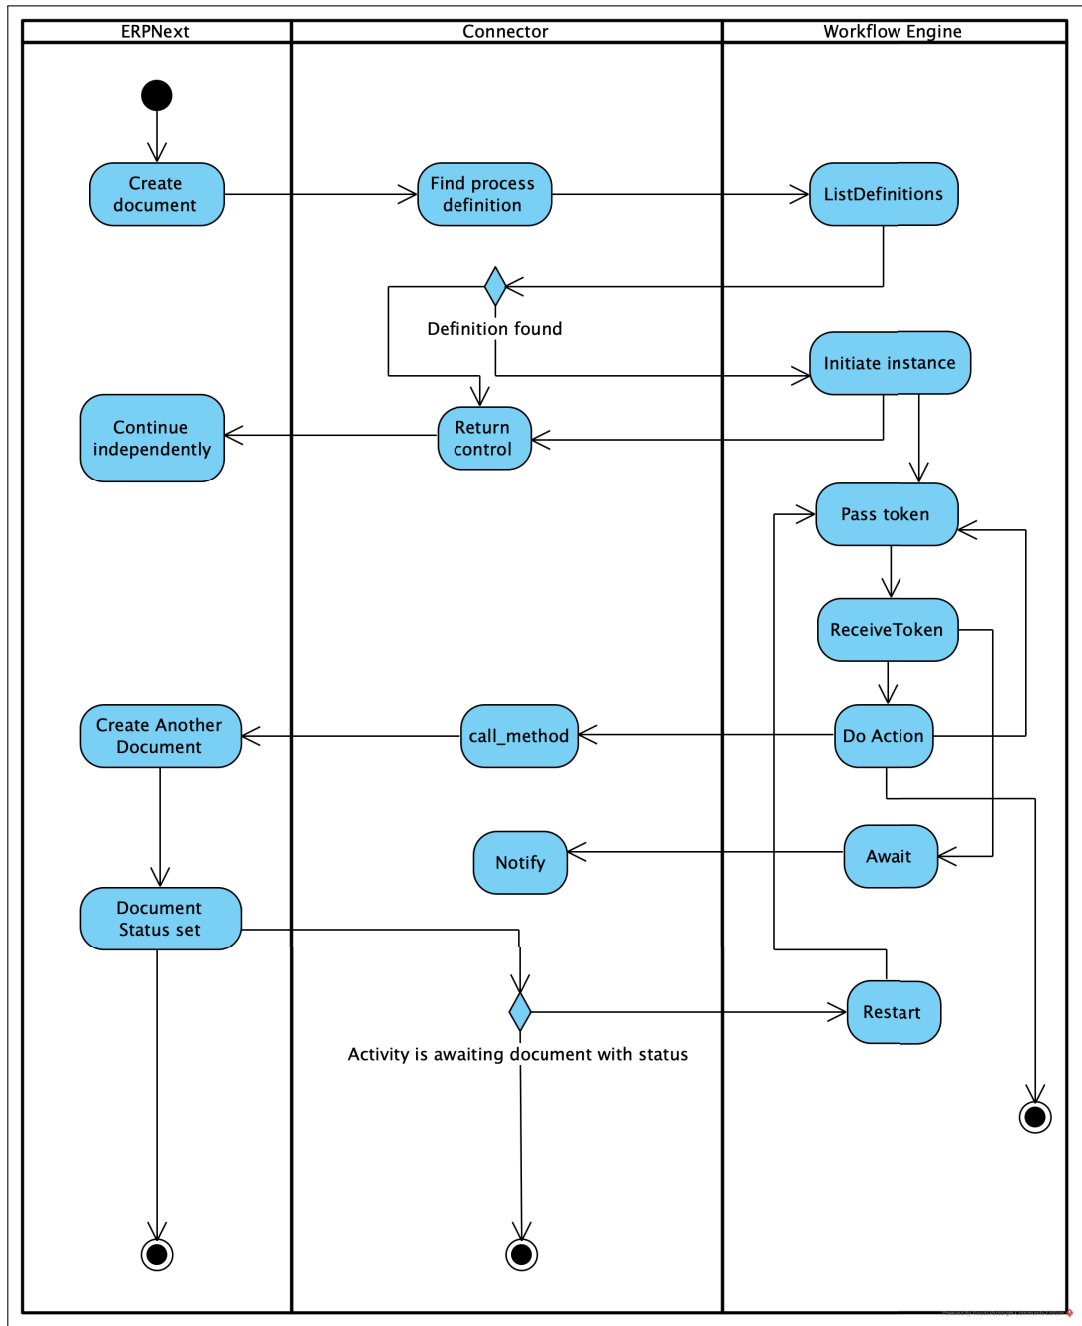 ERPNext
Connector
Workflow Engine
Create
document
Find process
definition
ListDefinitions
Definition found
Initiate instance
Continue
independently
Return
control
Pass token
ReceiveToken
Create Another
Document
call_method
Do Action
Notify
Await
Document
Status set
Restart
Activity is awaiting document with status